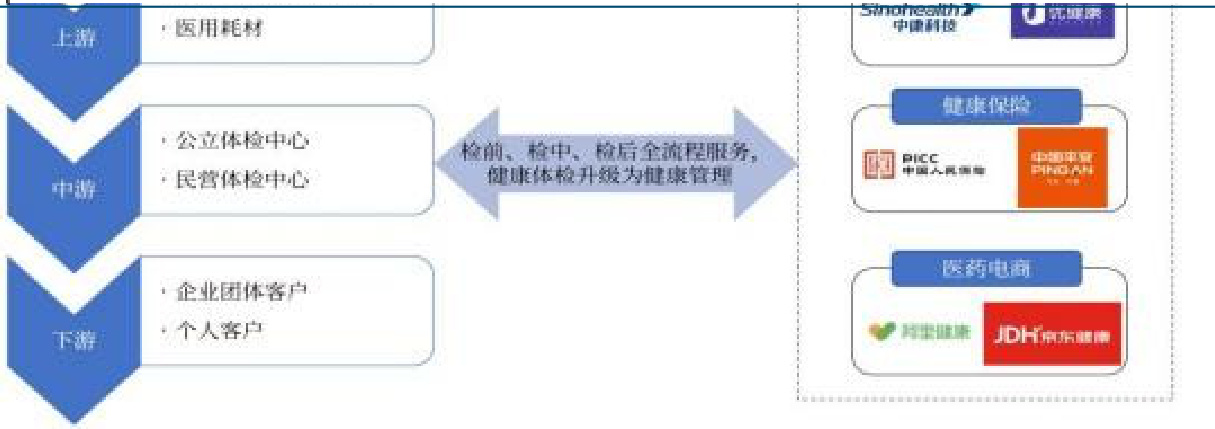 上游
· 医用耗材
Sinohealth
中康科技
优健康
中游
· 公立体检中心
· 民营体检中心
检前、检中、检后全流程服务,
健康体检升级为健康管理
健康保险
PICC
中国人民保险
中国平安
PING AN
下游
· 企业团体客户
· 个人客户
医药电商
阿里健康
JDH 京东健康